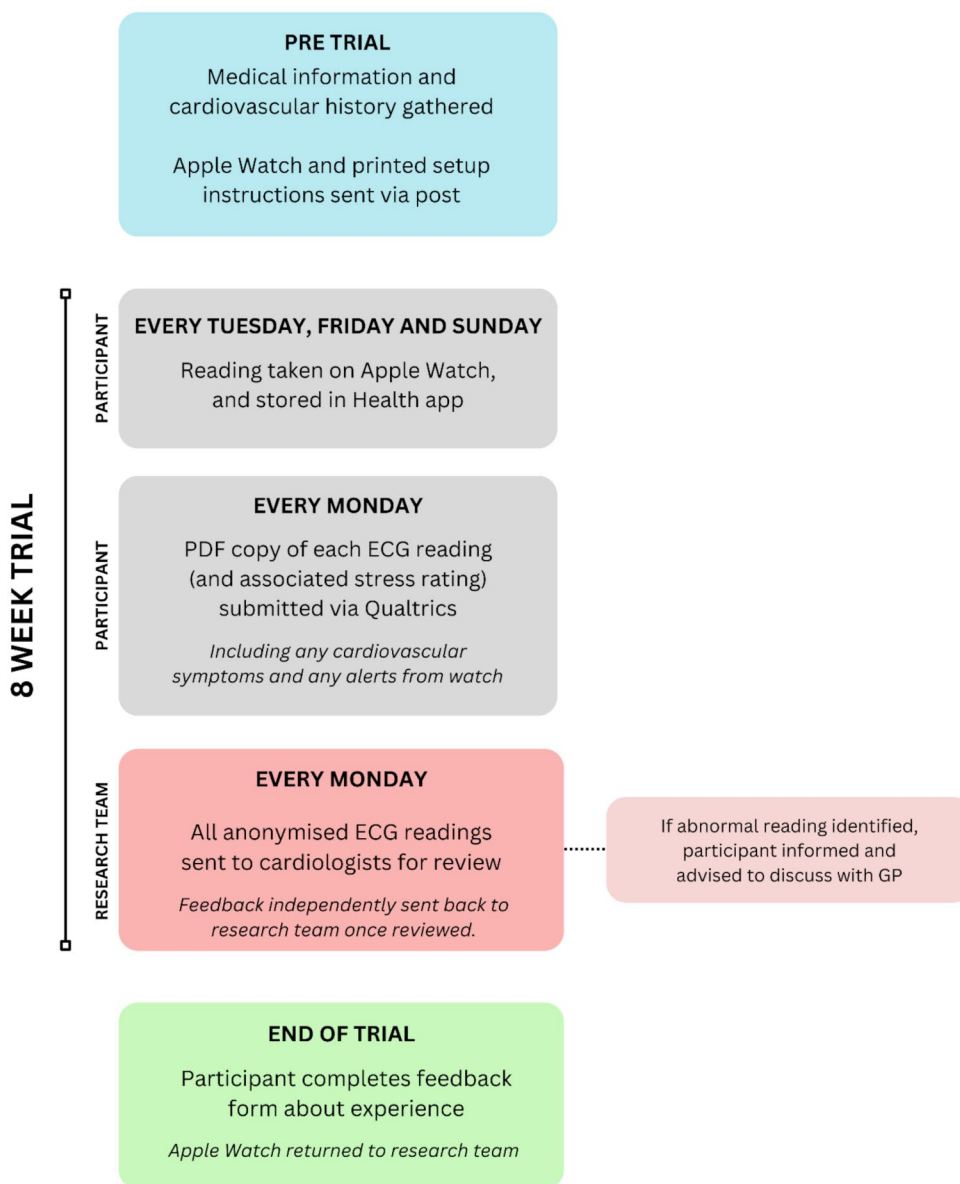 PRE TRIAL
Medical information and
cardiovascular history gathered
Apple Watch and printed setup
instructions sent via post
8 WEEK TRIAL
PARTICIPANT
EVERY TUESDAY, FRIDAY AND SUNDAY
Reading taken on Apple Watch,
and stored in Health app
PARTICIPANT
EVERY MONDAY
PDF copy of each ECG reading
(and associated stress rating)
submitted via Qualtrics
Including any cardiovascular
symptoms and any alerts from watch
RESEARCH TEAM
EVERY MONDAY
All anonymised ECG readings
sent to cardiologists for review
Feedback independently sent back to
research team once reviewed.
If abnormal reading identified,
participant informed and
advised to discuss with GP
END OF TRIAL
Participant completes feedback
form about experience
Apple Watch returned to research team